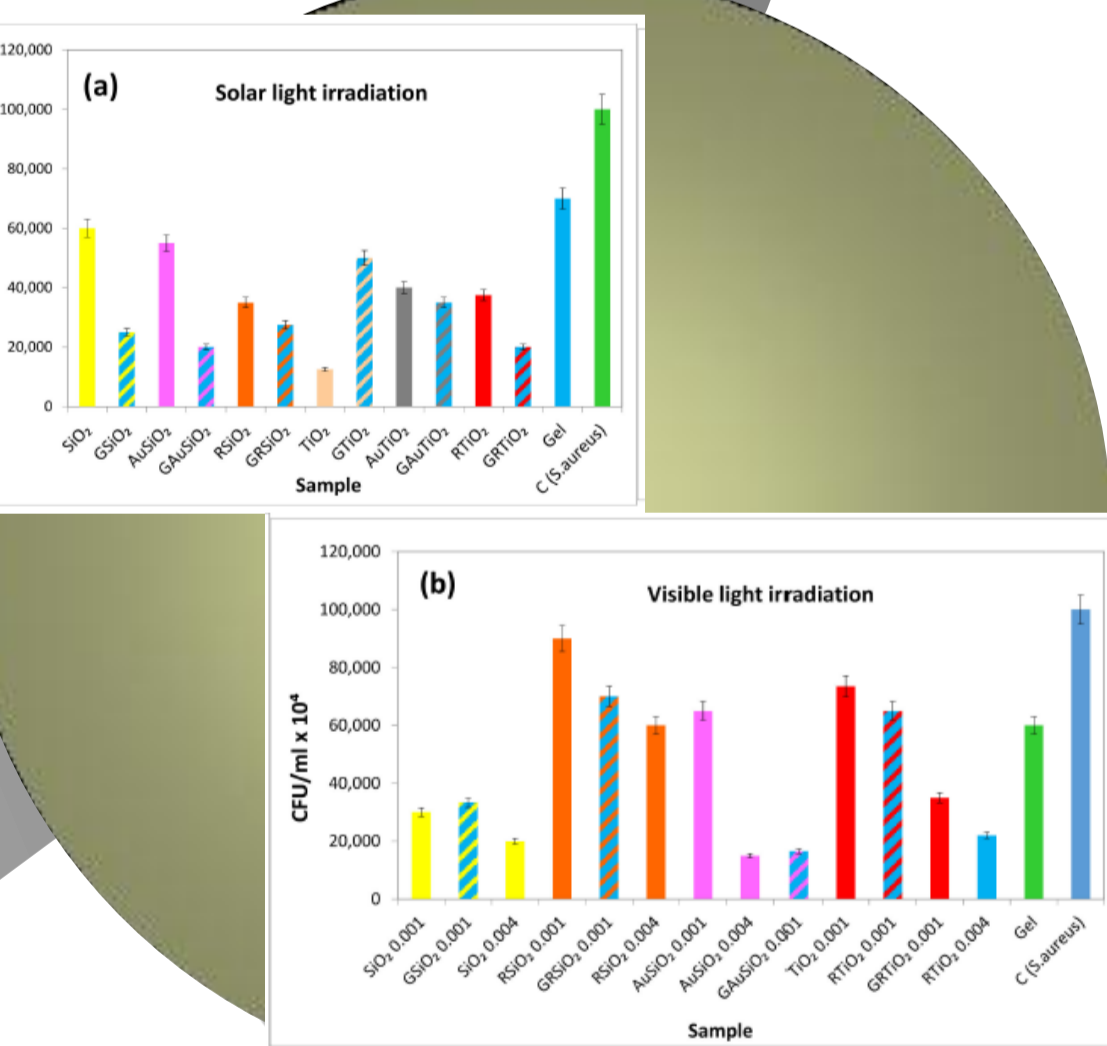 120,000
(a)
Solar light irradiation
100,000
80,000
60,000
40,000
20,000
0
SiO₂
GSiO₂
AuSiO₂
GAuSiO₂
RSiO₂
GRSiO₂
TiO₂
GTiO₂
AuTiO₂
GAuTiO₂
RTiO₂
GRTiO₂
Gel
C (S.aureus)
Sample
120,000
(b)
Visible light irradiation
100,000
80,000
60,000
40,000
20,000
0
CFU/ml x 10⁴
SiO₂ 0.001
GSiO₂ 0.001
SiO₂ 0.004
RSiO₂ 0.001
GRSiO₂ 0.001
RSiO₂ 0.004
AuSiO₂ 0.001
AuSiO₂ 0.004
GAuSiO₂ 0.001
TiO₂ 0.001
RTiO₂ 0.001
GRTiO₂ 0.001
RTiO₂ 0.004
Gel
C (S.aureus)
Sample